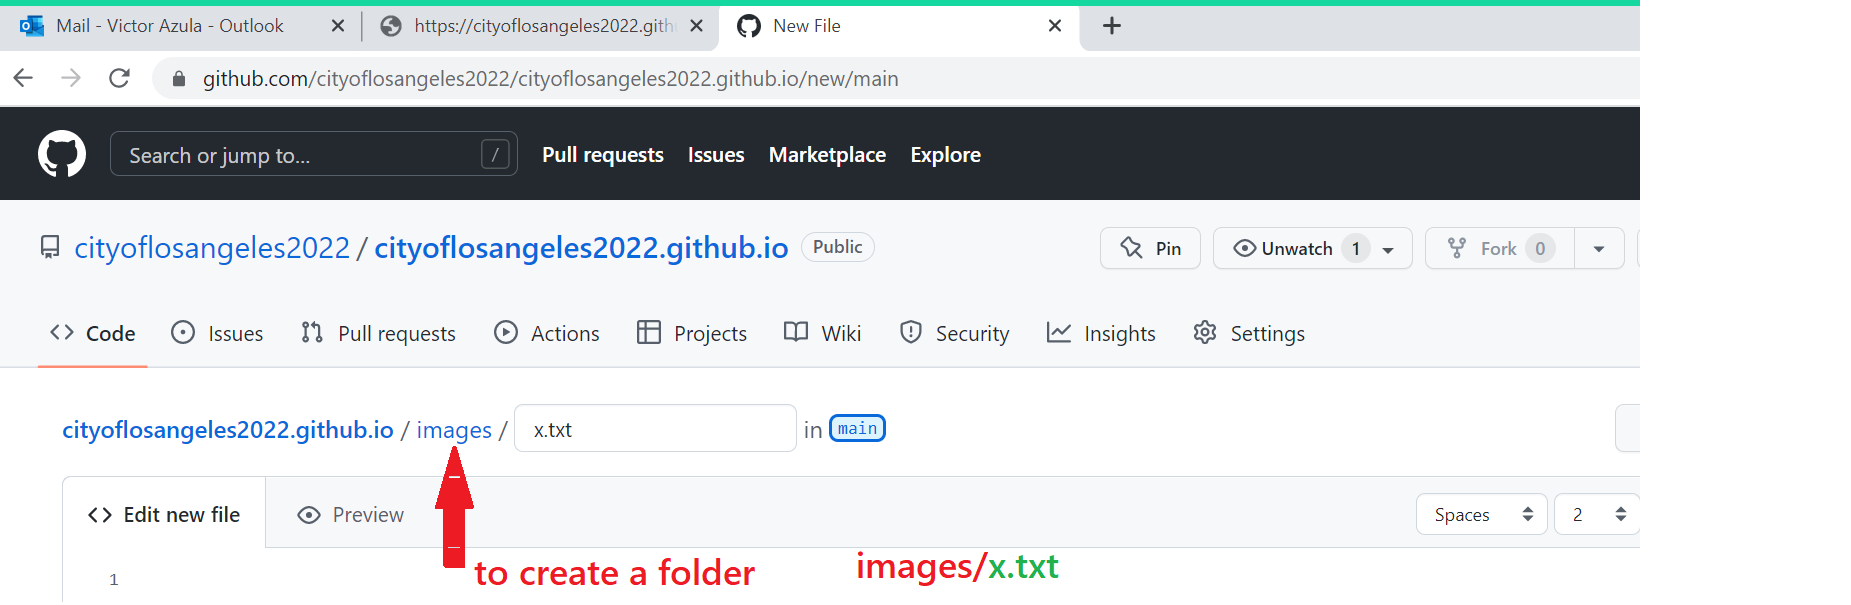 Mail - Victor Azula - Outlook
https://cityoflosangeles2022.gith
New File
github.com/cityoflosangeles2022/cityoflosangeles2022.github.io/new/main
Search or jump to... /
Pull requests Issues Marketplace Explore
cityoflosangeles2022 / cityoflosangeles2022.github.io Public
Pin Unwatch 1 Fork 0
Code Issues Pull requests Actions Projects Wiki Security Insights Settings
cityoflosangeles2022.github.io / images / x.txt in main
Edit new file Preview Spaces 2
to create a folder images/x.txt
1